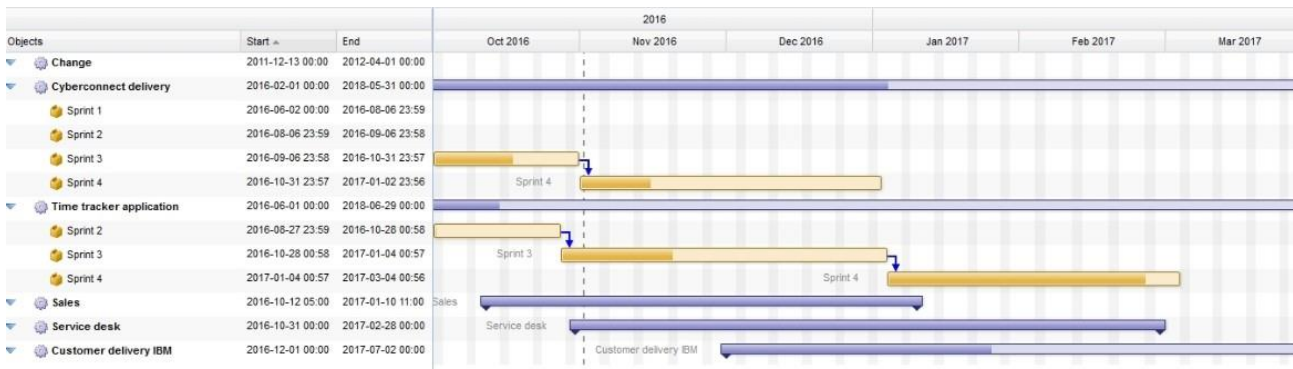 2016
Objects Start End Oct 2016 Nov 2016 Dec 2016 Jan 2017 Feb 2017 Mar 2017
Change 2011-12-13 00:00 2012-04-01 00:00
Cyberconnect delivery 2016-02-01 00:00 2018-05-31 00:00
Sprint 1 2016-06-02 00:00 2016-08-06 23:59
Sprint 2 2016-08-06 23:59 2016-09-06 23:58
Sprint 3 2016-09-06 23:58 2016-10-31 23:57
Sprint 4 2016-10-31 23:57 2017-01-02 23:56 Sprint 4
Time tracker application 2016-06-01 00:00 2018-06-29 00:00
Sprint 2 2016-08-27 23:59 2016-10-28 00:58
Sprint 3 2016-10-28 00:58 2017-01-04 00:57 Sprint 3
Sprint 4 2017-01-04 00:57 2017-03-04 00:56 Sprint 4
Sales 2016-10-12 05:00 2017-01-10 11:00 Sales
Service desk 2016-10-31 00:00 2017-02-28 00:00 Service desk
Customer delivery IBM 2016-12-01 00:00 2017-07-02 00:00 Customer delivery IBM